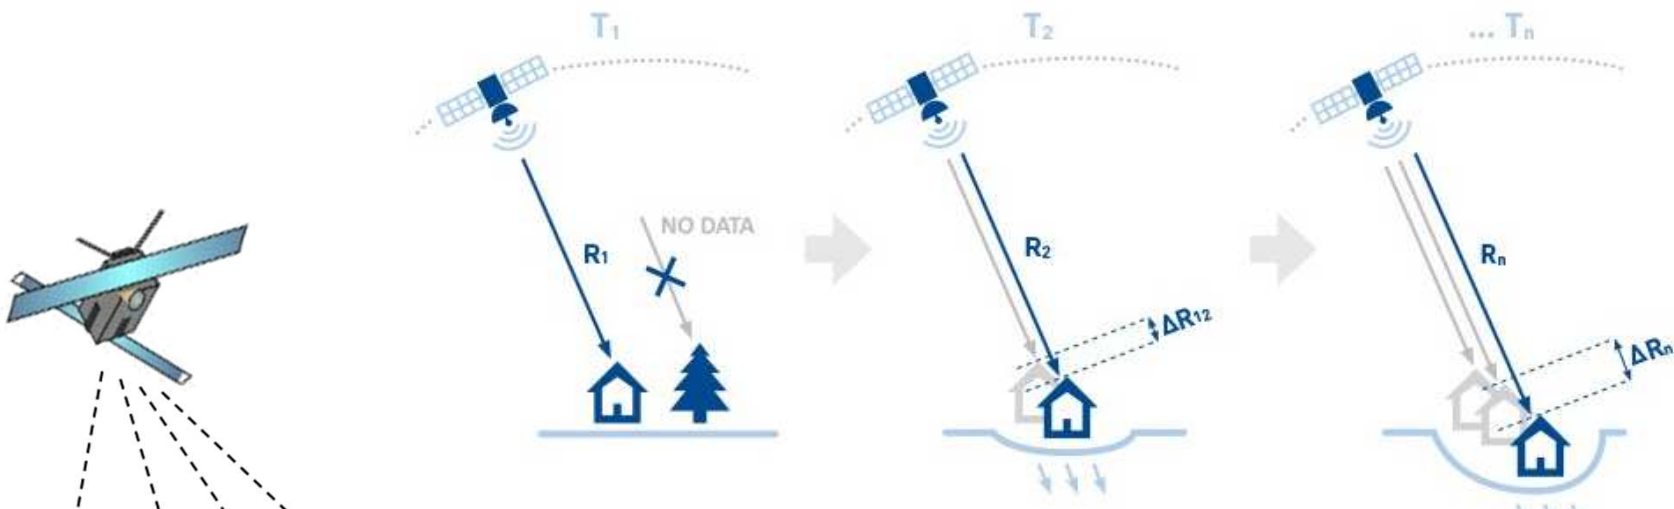 T₁
T₂
... Tₙ
NO DATA
R₁
R₂
Rₙ
ΔR₁₂
ΔRₙ